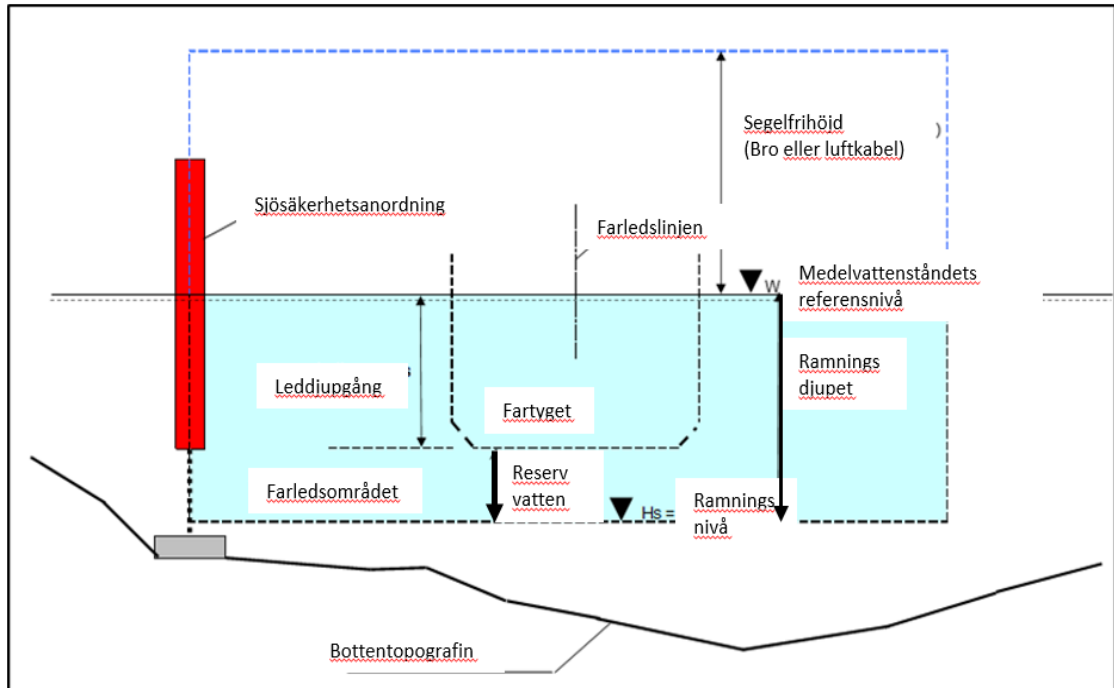 Segelfrihöjd
(Bro eller luftkabel)
)
Sjösäkerhetsanordning
Farledslinjen
W
Medelvattenståndets
referensnivå
Leddjupgång
s
Fartyget
Ramnings
djupet
Farledsområdet
Reserv
vatten
Hs =
Ramnings
nivå
Bottentopografin